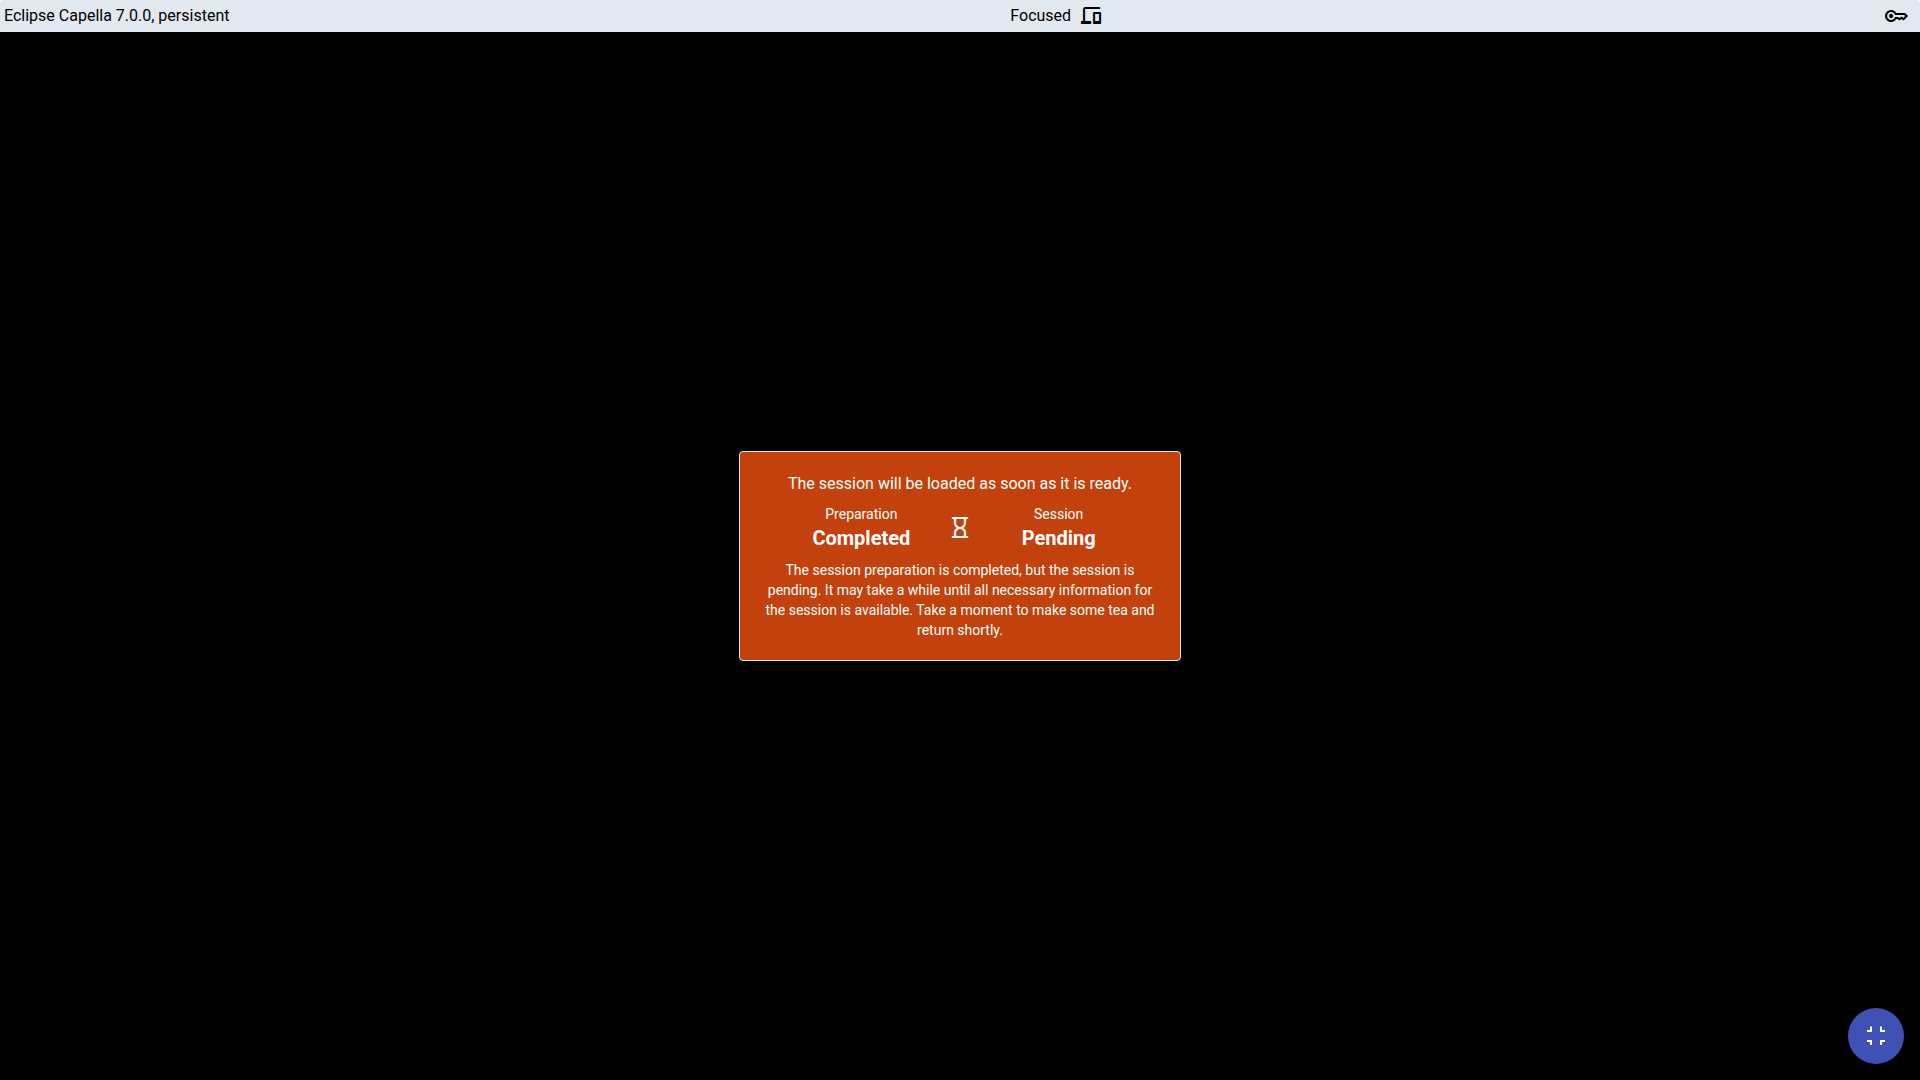 Eclipse Capella 7.0.0, persistent
Focused
The session will be loaded as soon as it is ready.
Preparation
Completed
Session
Pending
The session preparation is completed, but the session is
pending. It may take a while until all necessary information for
the session is available. Take a moment to make some tea and
return shortly.